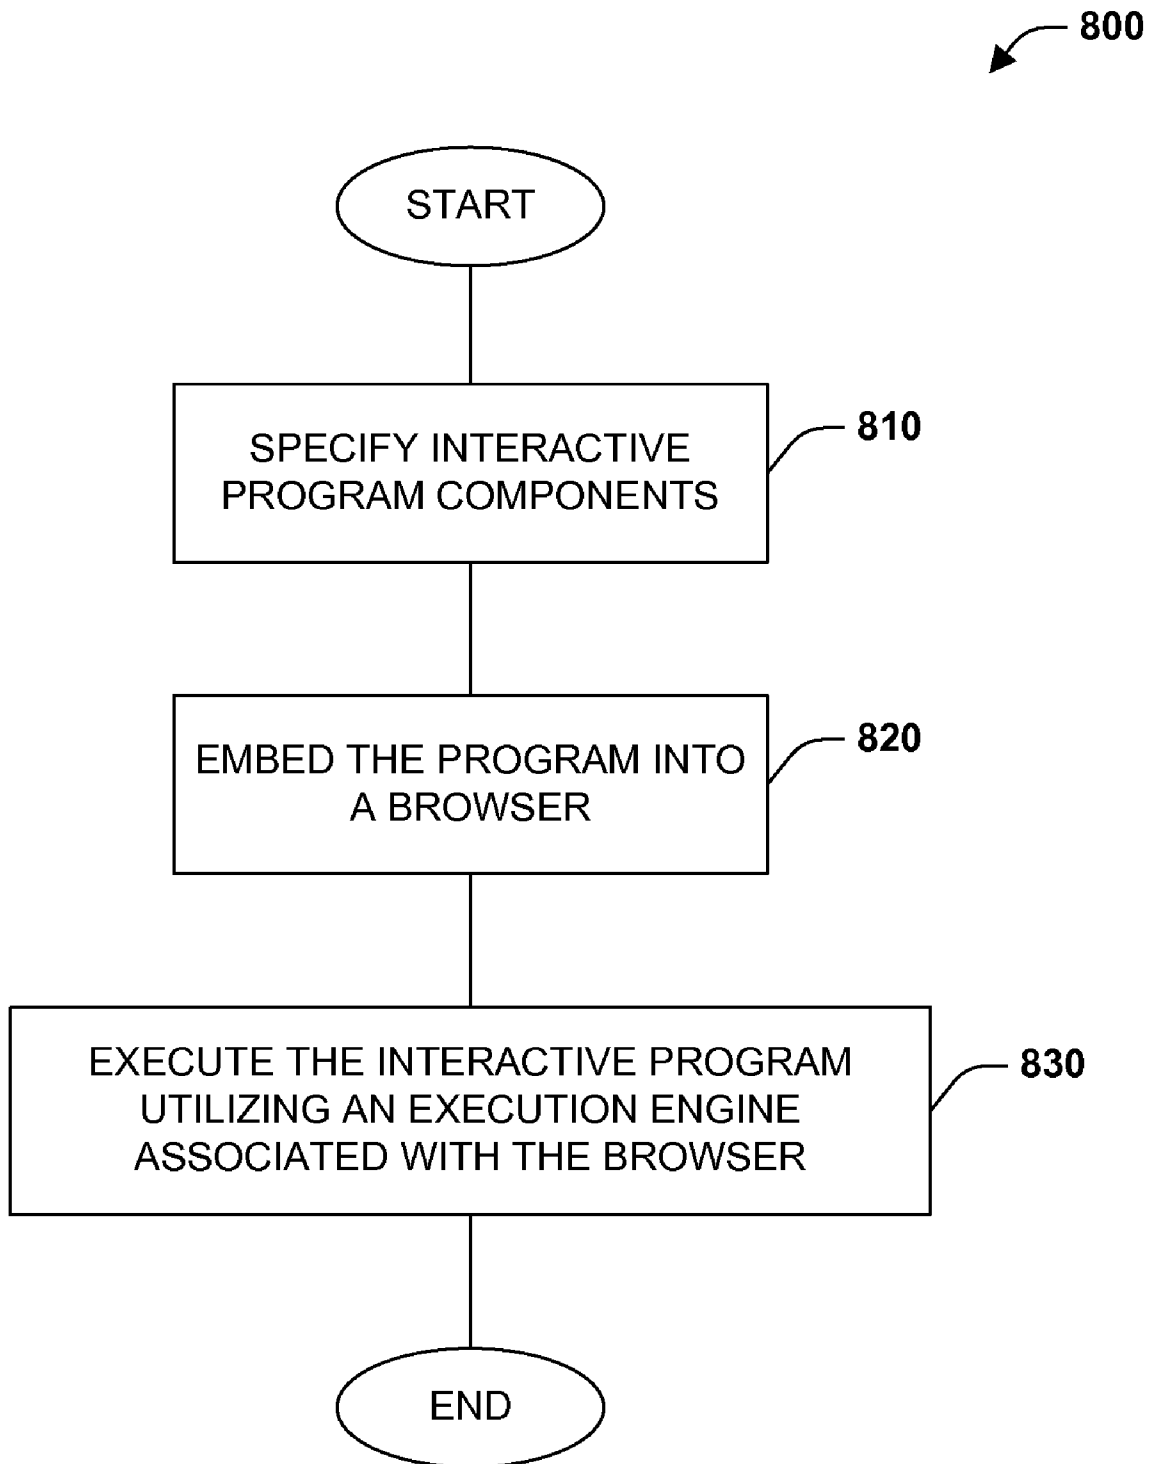 800
START
SPECIFY INTERACTIVE
PROGRAM COMPONENTS
810
EMBED THE PROGRAM INTO
A BROWSER
820
EXECUTE THE INTERACTIVE PROGRAM
UTILIZING AN EXECUTION ENGINE
ASSOCIATED WITH THE BROWSER
830
END